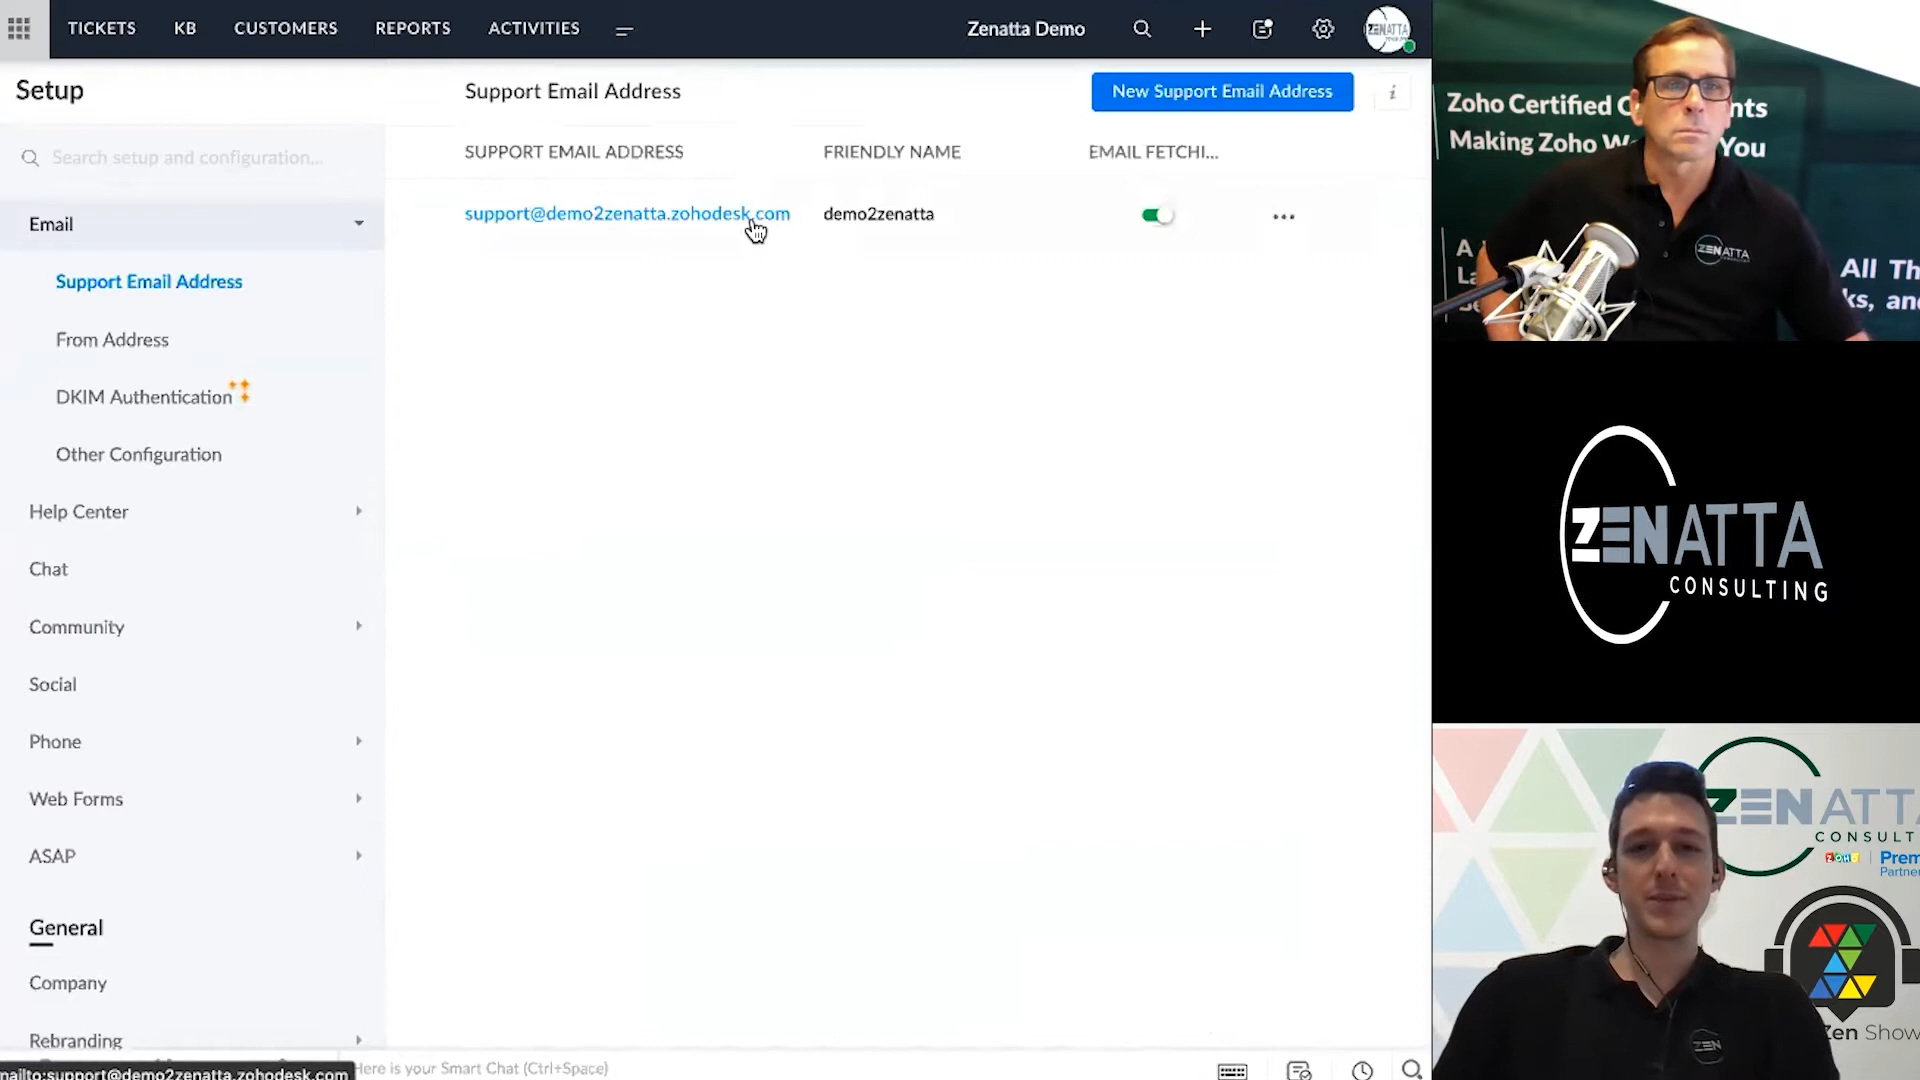 TICKETS KB CUSTOMERS REPORTS ACTIVITIES Zenatta Demo
Setup
Support Email Address
New Support Email Address
i
Search setup and configuration...
SUPPORT EMAIL ADDRESS FRIENDLY NAME EMAIL FETCHI...
support@demo2zenatta.zohodesk.com demo2zenatta
Email
Support Email Address
From Address
DKIM Authentication
Other Configuration
Help Center
Chat
Community
Social
Phone
Web Forms
ASAP
General
Company
Rebranding
mailto:support@demo2zenatta.zohodesk.com
Here is your Smart Chat (Ctrl+Space)
Zoho Certified
Making Zoho You
ZENATTA
All
ZENATTA
CONSULTING
ZENATTA
CONSULT
ZOHO
Partner
ZEN
Zen Show